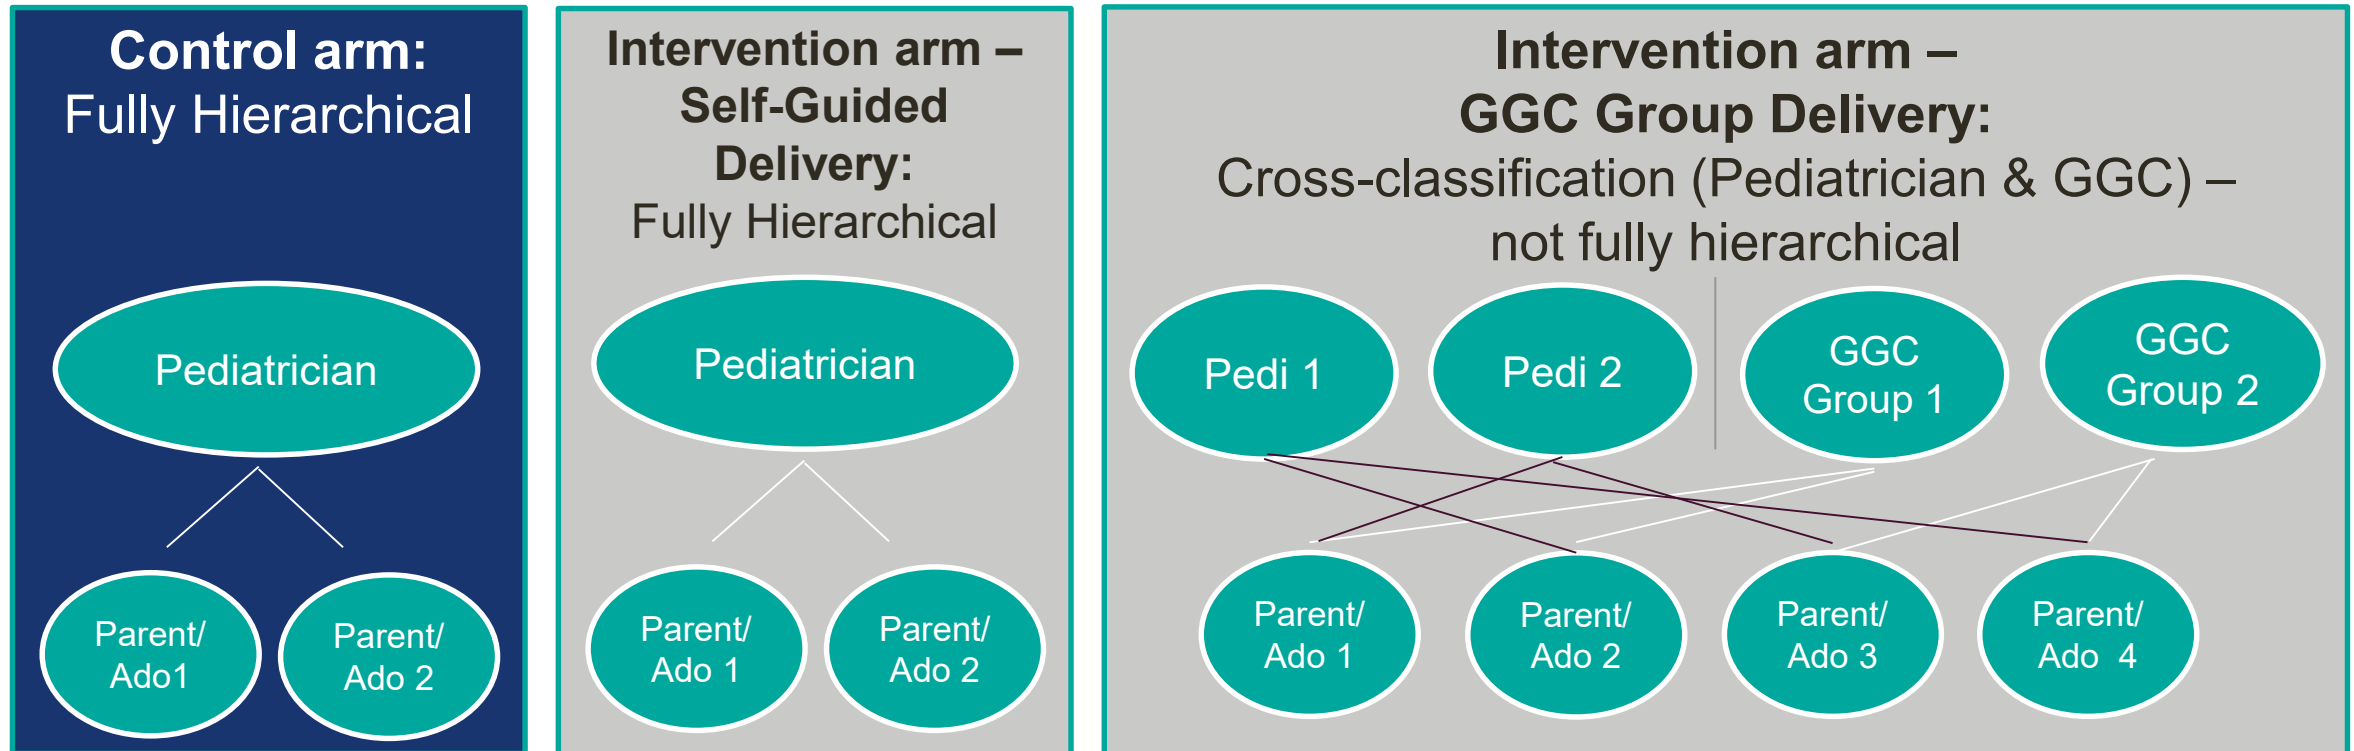 Control arm:
Fully Hierarchical
Pediatrician
Parent/
Ado1
Parent/
Ado 2
Intervention arm –
Self-Guided
Delivery:
Fully Hierarchical
Pediatrician
Parent/
Ado 1
Parent/
Ado 2
Intervention arm –
GGC Group Delivery:
Cross-classification (Pediatrician & GGC) –
not fully hierarchical
Pedi 1
Pedi 2
GGC
Group 1
GGC
Group 2
Parent/
Ado 1
Parent/
Ado 2
Parent/
Ado 3
Parent/
Ado 4